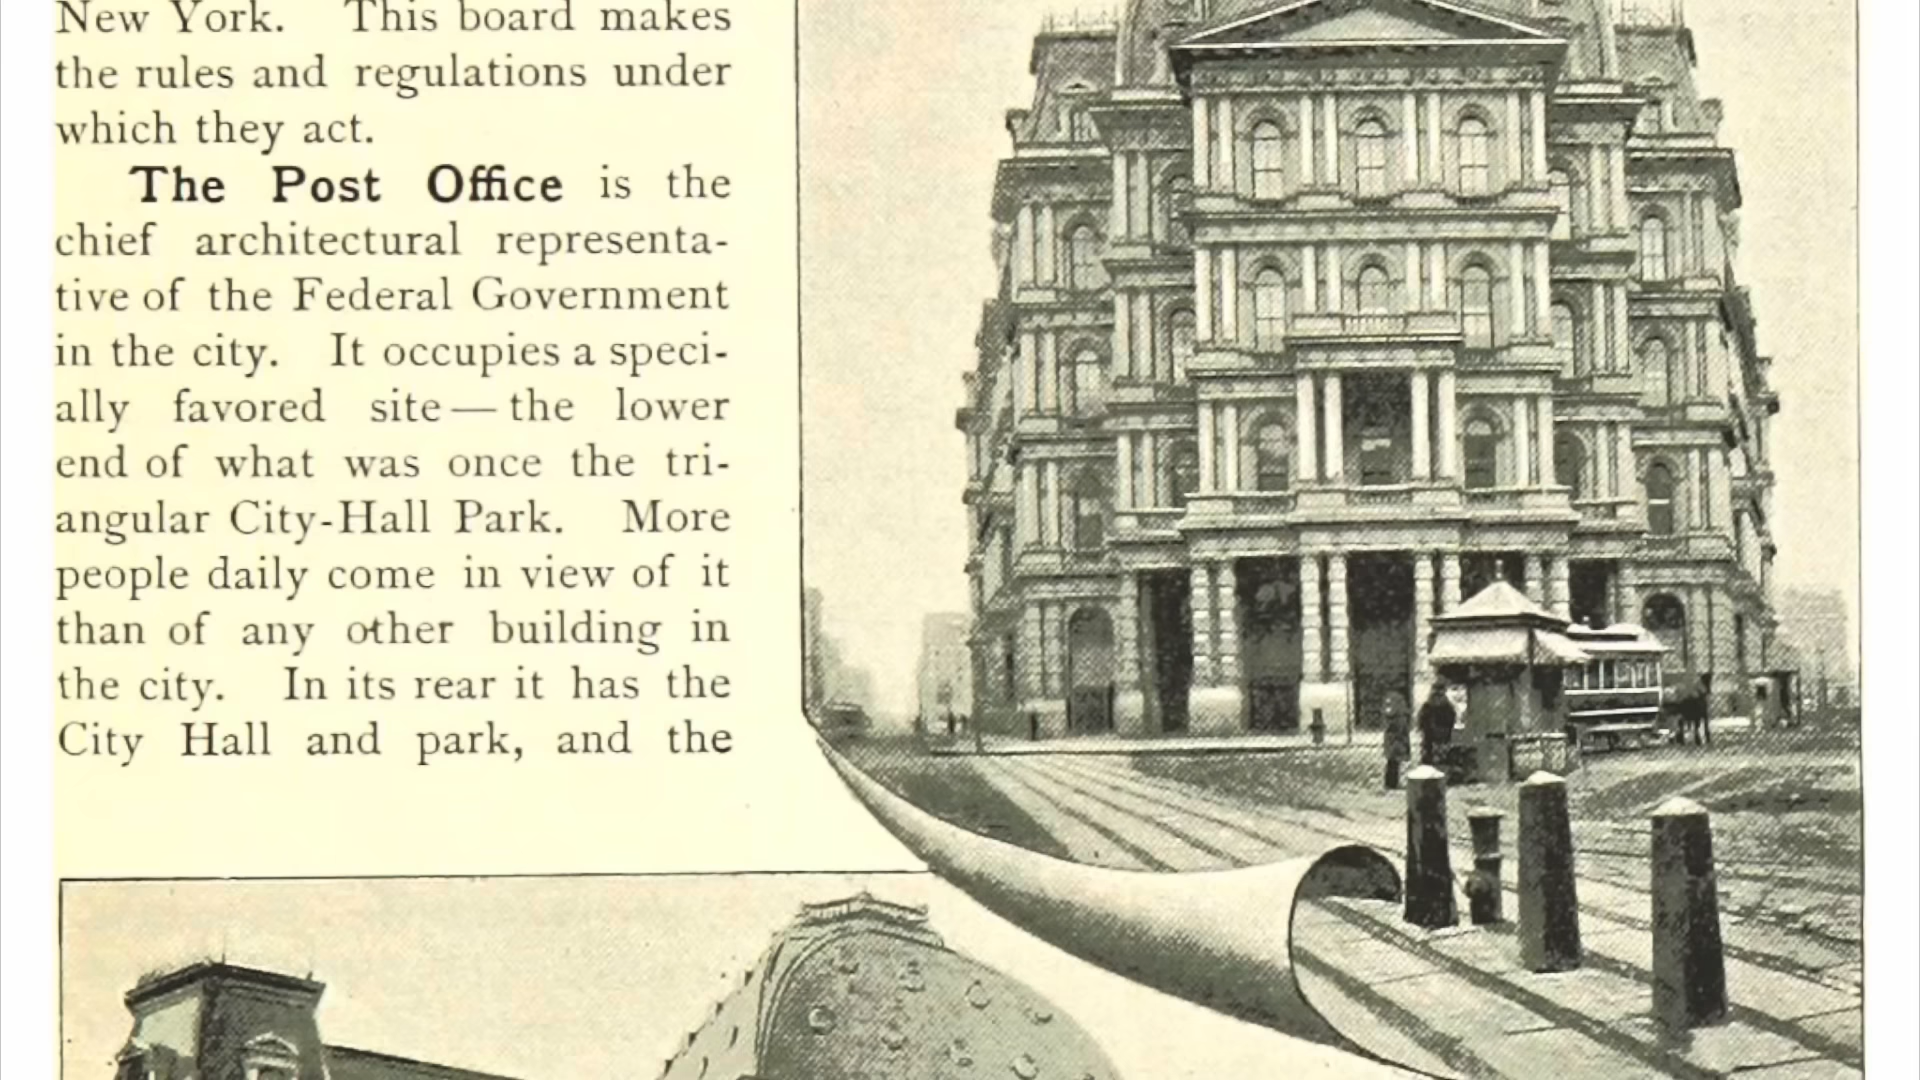 New York. This board makes
the rules and regulations under
which they act.
The Post Office is the
chief architectural representa-
tive of the Federal Government
in the city. It occupies a speci-
ally favored site — the lower
end of what was once the tri-
angular City-Hall Park. More
people daily come in view of it
than of any other building in
the city. In its rear it has the
City Hall and park, and the